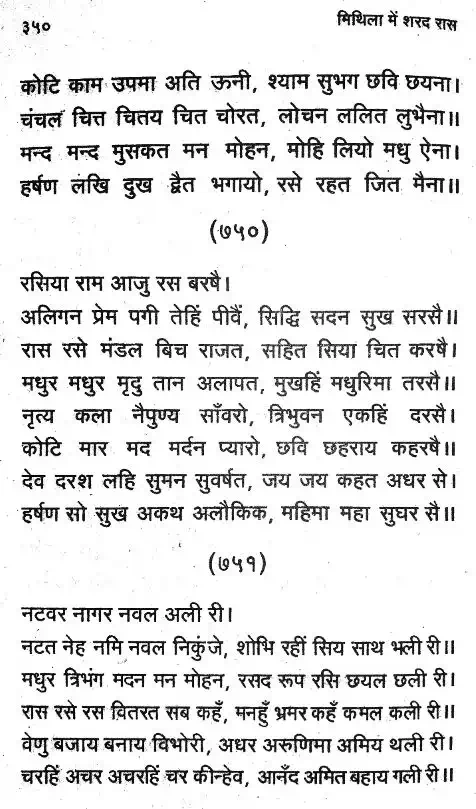 ३५०
मिथिला में शरद रास
कोटि काम उपमा अति ऊनी, श्याम सुभग छवि छयना।
चंचल चित्त चितय चित चोरत, लोचन ललित लुभैना॥
मन्द मन्द मुसकत मन मोहन, मोहि लियो मधु ऐना।
हर्षण लखि दुख द्वैत भगायो, रसे रहत जित मैना॥
(७५०)
रसिया राम आजु रस बरषै।
अलिगन प्रेम पगी तेहिं पीवैं, सिद्धि सदन सुख सरसै॥
रास रसे मंडल बिच राजत, सहित सिया चित करषै।
मधुर मधुर मृदु तान अलापत, मुखहिं मधुरिमा तरसै॥
नृत्य कला नैपुण्य साँवरो, त्रिभुवन एकहिं दरसै।
कोटि मार मद मर्दन प्यारो, छवि छहराय कहरषै॥
देव दरश लहि सुमन सुवर्षत, जय जय कहत अधर से।
हर्षण सो सुख अकथ अलौकिक, महिमा महा सुघर सै॥
(७५१)
नटवर नागर नवल अली री।
नटत नेह नमि नवल निकुंजे, शोभि रहीं सिय साथ भली री॥
मधुर त्रिभंग मदन मन मोहन, रसद रूप रसि छयल छली री।
रास रसे रस वितरत सब कहँ, मनहुँ भ्रमर कहँ कमल कली री॥
वेणु बजाय बनाय विभोरी, अधर अरुणिमा अमिय थली री।
चरहिं अचर अचरहिं चर कीन्हेव, आनँद अमित बहाय गली री॥